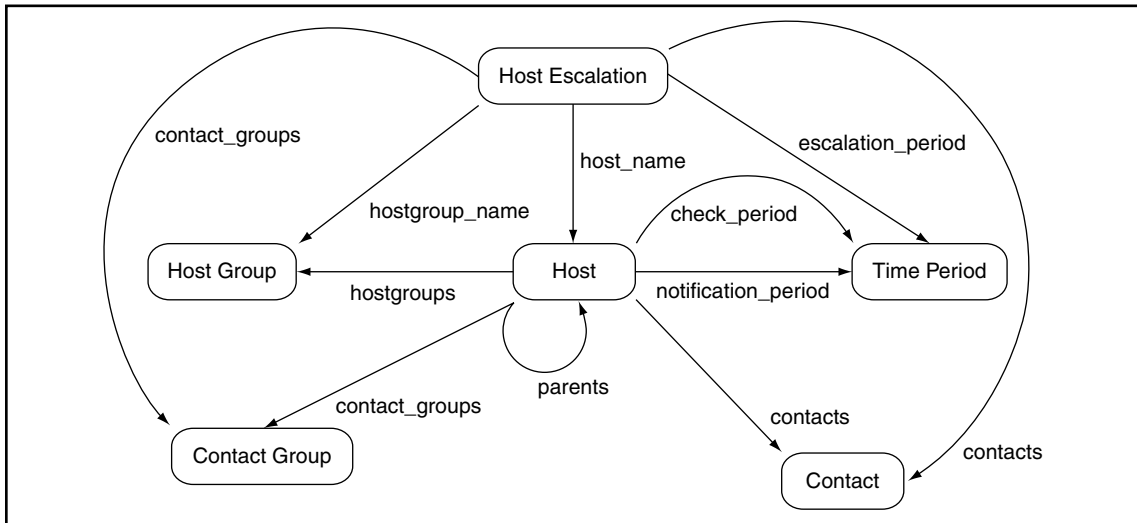 Host Escalation
contact_groups
escalation_period
host_name
hostgroup_name
check_period
Host Group
Host
Time Period
hostgroups
notification_period
parents
contact_groups
contacts
Contact Group
contacts
Contact